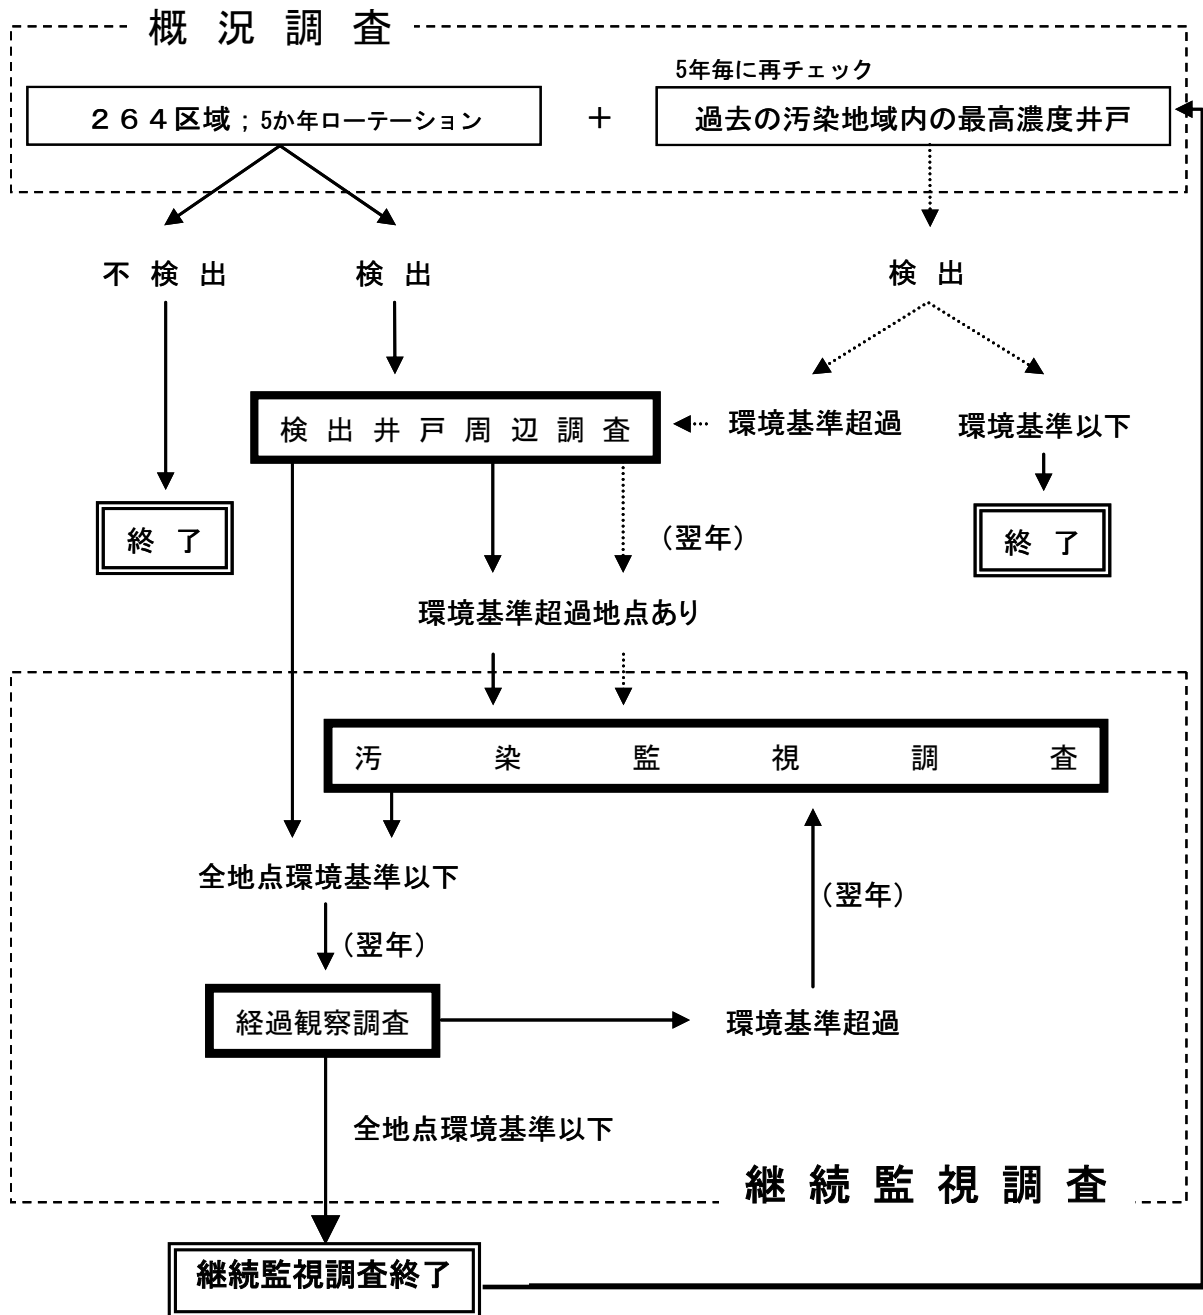 概況調査
5年毎に再チェック
264区域；5か年ローテーション
＋
過去の汚染地域内の最高濃度井戸
不検出
検出
検出
検出井戸周辺調査
環境基準超過
環境基準以下
終了
（翌年）
終了
環境基準超過地点あり
汚染監視調査
全地点環境基準以下
（翌年）
（翌年）
経過観察調査
環境基準超過
全地点環境基準以下
継続監視調査
継続監視調査終了